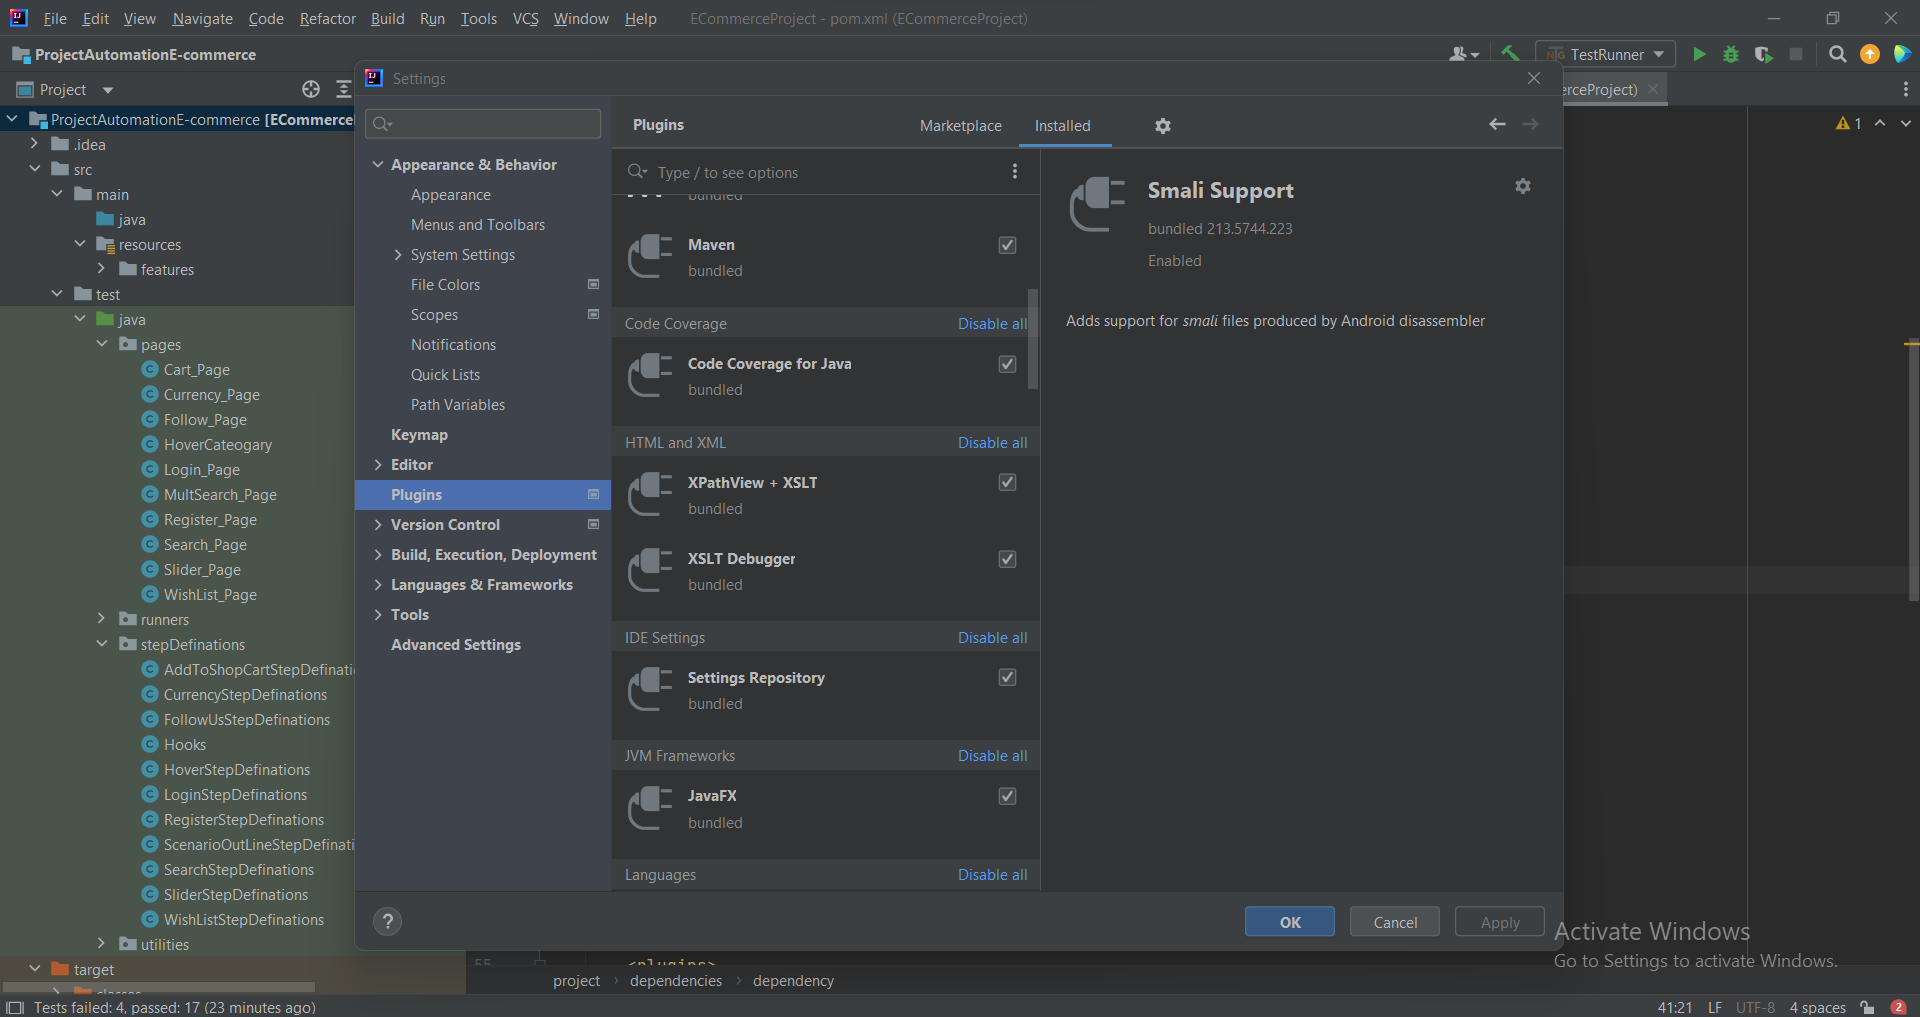 File Edit View Navigate Code Refactor Build Run Tools VCS Window Help ECommerceProject - pom.xml (ECommerceProject)
ProjectAutomationE-commerce
TestRunner
Project
Settings
erceProject)
ProjectAutomationE-commerce [ECommerce
.idea
src
main
java
resources
features
test
java
pages
Cart_Page
Currency_Page
Follow_Page
HoverCateogary
Login_Page
MultSearch_Page
Register_Page
Search_Page
Slider_Page
WishList_Page
runners
stepDefinations
AddToShopCartStepDefinati
CurrencyStepDefinations
FollowUsStepDefinations
Hooks
HoverStepDefinations
LoginStepDefinations
RegisterStepDefinations
ScenarioOutLineStepDefinati
SearchStepDefinations
SliderStepDefinations
WishListStepDefinations
utilities
target
classes
Appearance & Behavior
Appearance
Menus and Toolbars
System Settings
File Colors
Scopes
Notifications
Quick Lists
Path Variables
Keymap
Editor
Plugins
Version Control
Build, Execution, Deployment
Languages & Frameworks
Tools
Advanced Settings
Plugins
Marketplace
Installed
Type / to see options
bundled
Maven
bundled
Code Coverage
Disable all
Code Coverage for Java
bundled
HTML and XML
Disable all
XPathView + XSLT
bundled
XSLT Debugger
bundled
IDE Settings
Disable all
Settings Repository
bundled
JVM Frameworks
Disable all
JavaFX
bundled
Languages
Disable all
Smali Support
bundled 213.5744.223
Enabled
Adds support for smali files produced by Android disassembler
1
?
OK
Cancel
Apply
Activate Windows
Go to Settings to activate Windows.
55
<plugins>
project
dependencies
dependency
Tests failed: 4, passed: 17 (23 minutes ago)
41:21 LF UTF-8 4 spaces
2